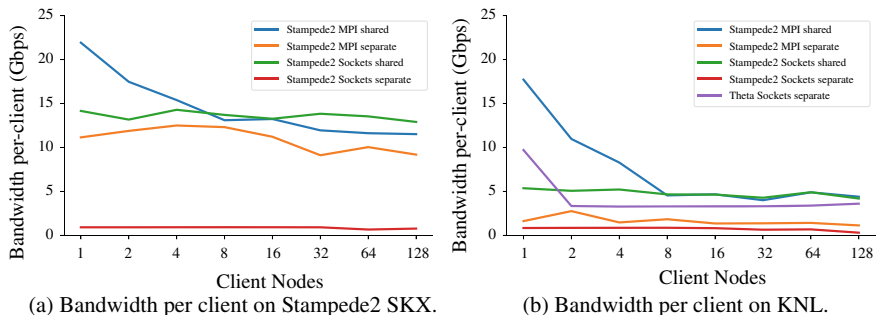 25
20
15
10
5
0
Bandwidth per-client (Gbps)
Stampede2 MPI shared
Stampede2 MPI separate
Stampede2 Sockets shared
Stampede2 Sockets separate
1 2 4 8 16 32 64 128
Client Nodes
(a) Bandwidth per client on Stampede2 SKX.
25
20
15
10
5
0
Bandwidth per-client (Gbps)
Stampede2 MPI shared
Stampede2 MPI separate
Stampede2 Sockets shared
Stampede2 Sockets separate
Theta Sockets separate
1 2 4 8 16 32 64 128
Client Nodes
(b) Bandwidth per client on KNL.